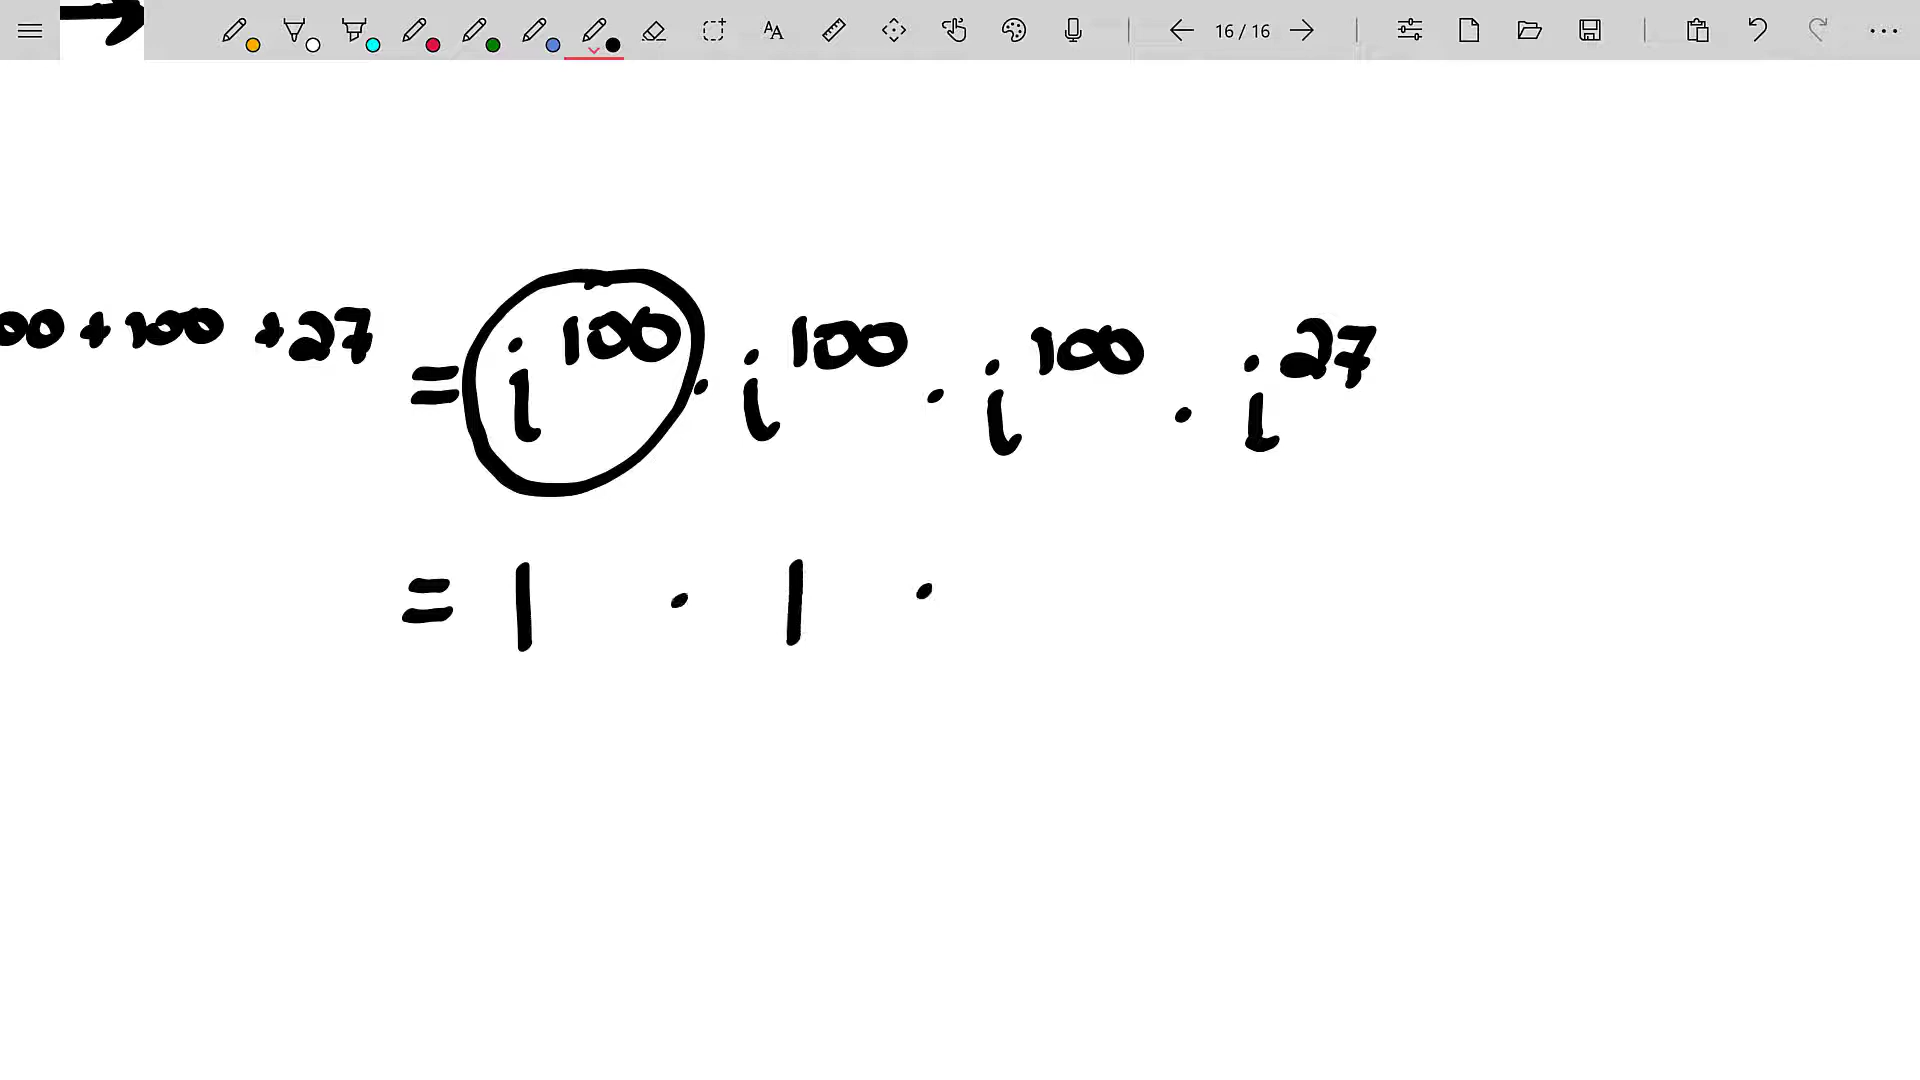 16 / 16
00 + 100 + 27 = i^100 · i^100 · i^100 · i^27
= 1 · 1 ·